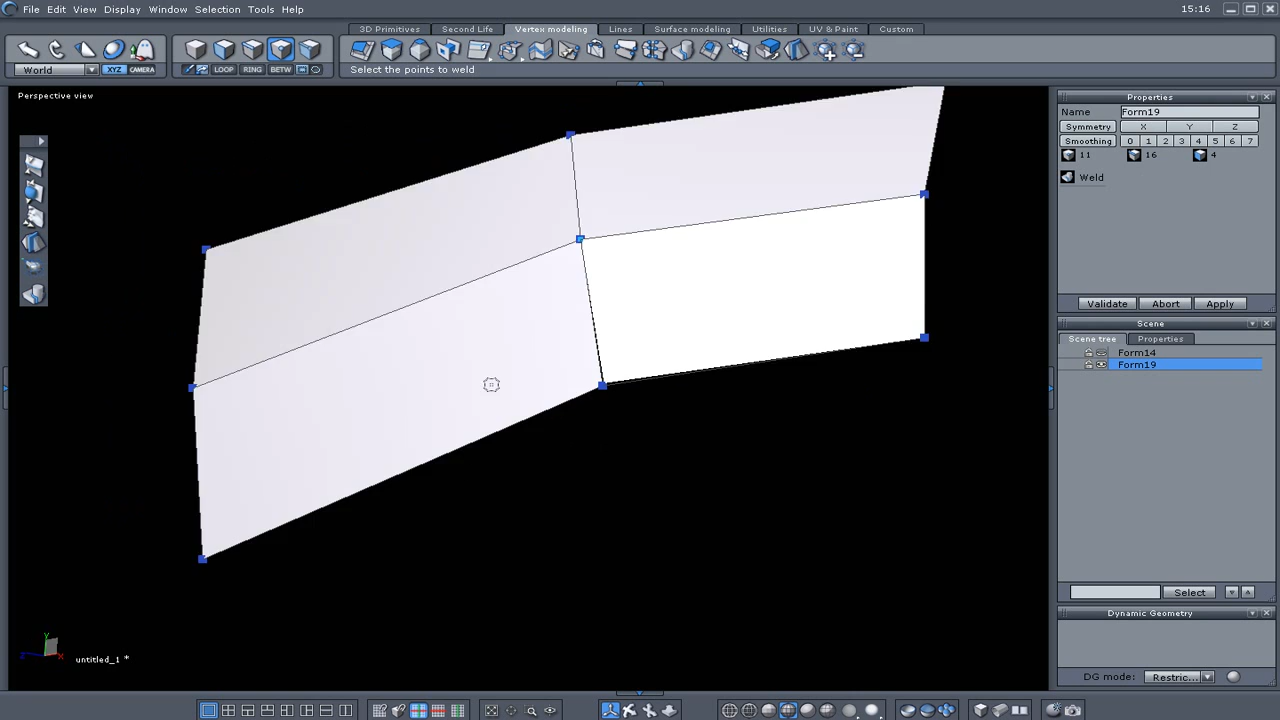 File Edit View Display Window Selection Tools Help 15:16
3D Primitives Second Life Vertex modeling Lines Surface modeling Utilities UV & Paint Custom
World XYZ CAMERA LOOP RING BETW Select the points to weld
Perspective view
Properties
Name Form19
Symmetry X Y Z
Smoothing 0 1 2 3 4 5 6 7
11 16 4
Weld
Validate Abort Apply
Scene
Scene tree Properties
Form14
Form19
Select
Dynamic Geometry
Y
Z X
untitled_1 *
DG mode: Restric...